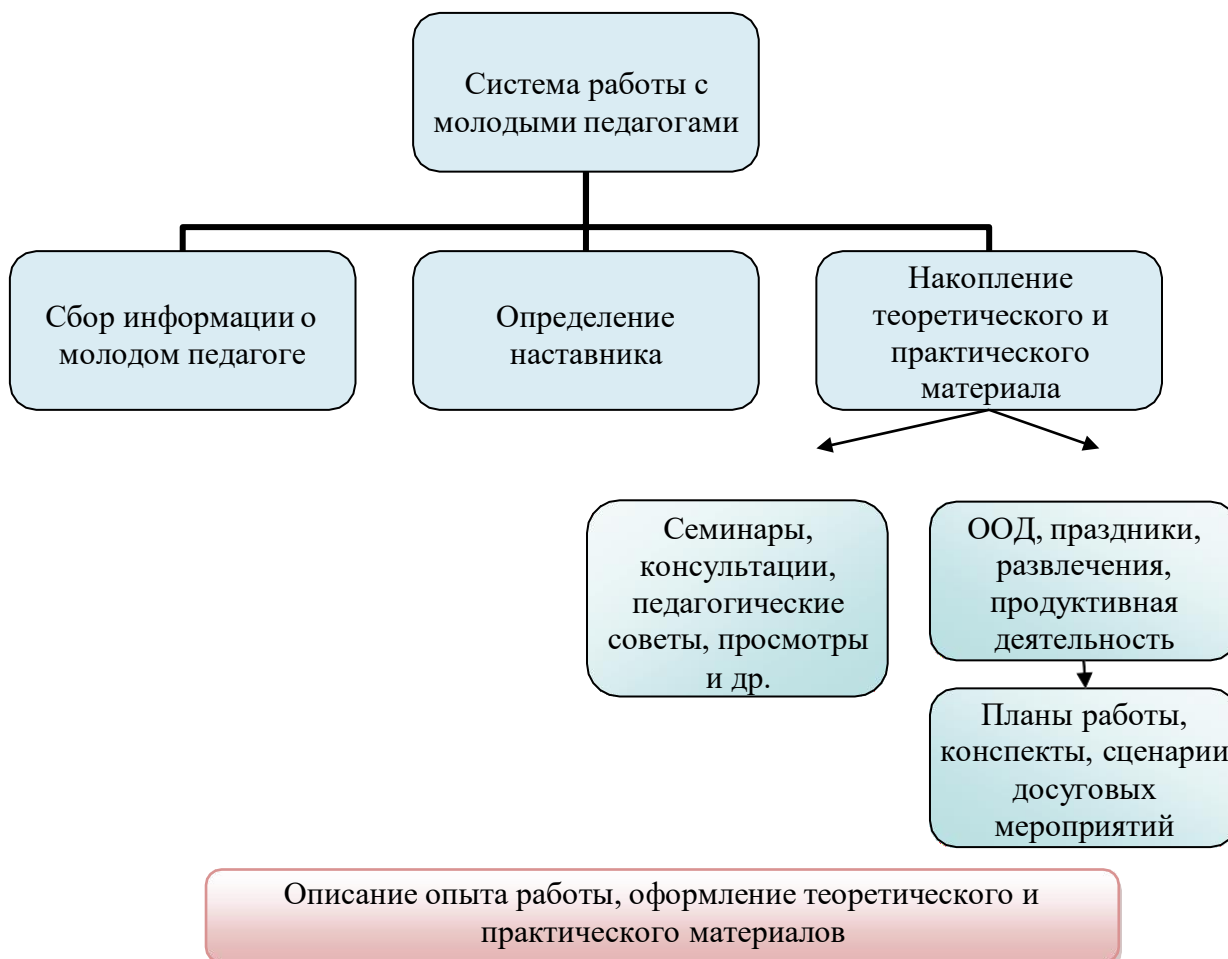 Система работы с
молодыми педагогами
Сбор информации о
молодом педагоге
Определение
наставника
Накопление
теоретического и
практического
материала
Семинары,
консультации,
педагогические
советы, просмотры
и др.
ООД, праздники,
развлечения,
продуктивная
деятельность
Планы работы,
конспекты, сценарии
досуговых
мероприятий
Описание опыта работы, оформление теоретического и
практического материалов